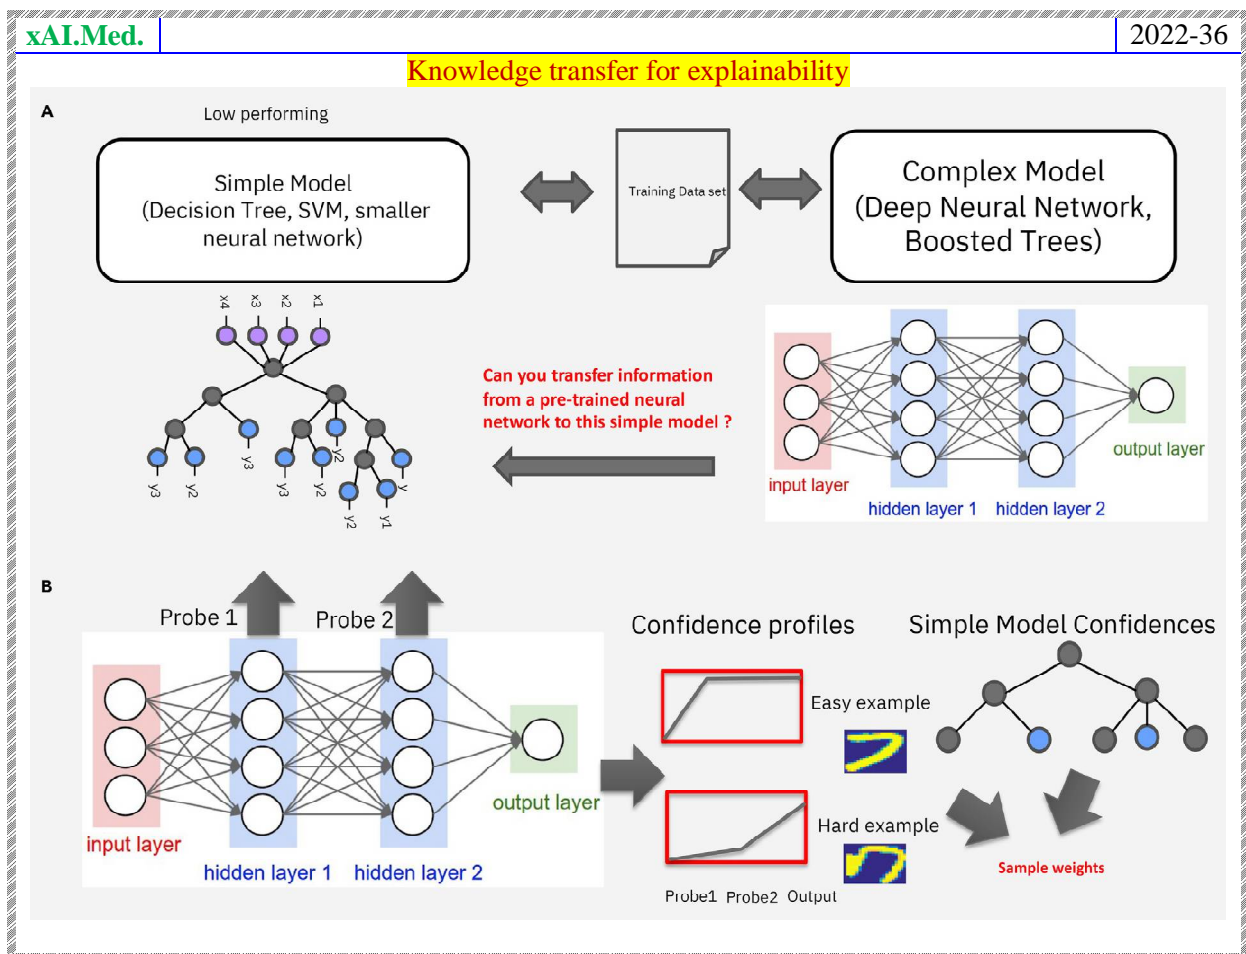 xAI.Med.
2022-36
Knowledge transfer for explainability
A
Low performing
Simple Model
(Decision Tree, SVM, smaller
neural network)
Training Data set
Complex Model
(Deep Neural Network,
Boosted Trees)
x4 x3 x2 x1
Can you transfer information
from a pre-trained neural
network to this simple model ?
y3 y2 y3 y3 y2 y2 y2 y1 y
input layer
hidden layer 1
hidden layer 2
output layer
B
Probe 1
Probe 2
input layer
hidden layer 1
hidden layer 2
output layer
Confidence profiles
Easy example
Hard example
Probe1 Probe2 Output
Simple Model Confidences
Sample weights